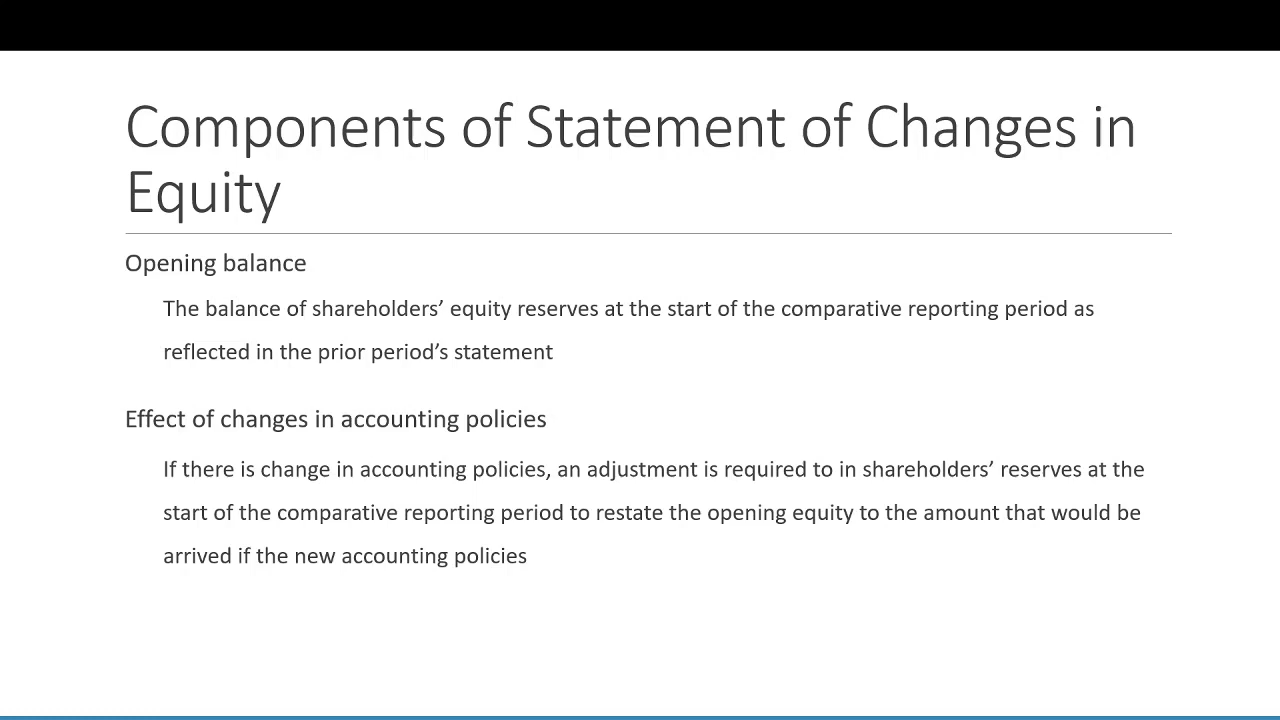 Components of Statement of Changes in
Equity
Opening balance
The balance of shareholders’ equity reserves at the start of the comparative reporting period as
reflected in the prior period’s statement
Effect of changes in accounting policies
If there is change in accounting policies, an adjustment is required to in shareholders’ reserves at the
start of the comparative reporting period to restate the opening equity to the amount that would be
arrived if the new accounting policies